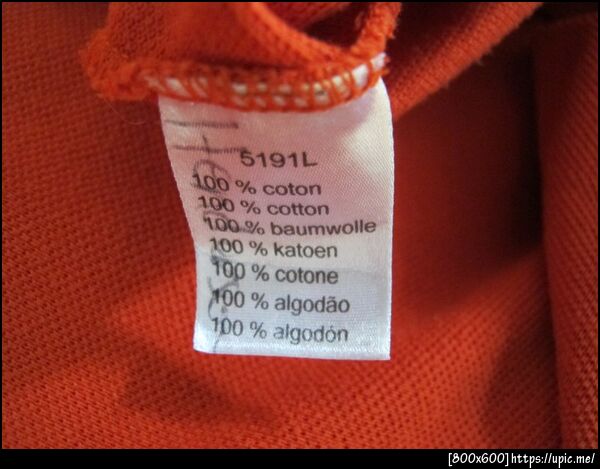 5191L
100 % coton
100 % cotton
100 % baumwolle
100 % katoen
100 % cotone
100 % algodão
100 % algodón
[800x600]https://upic.me/